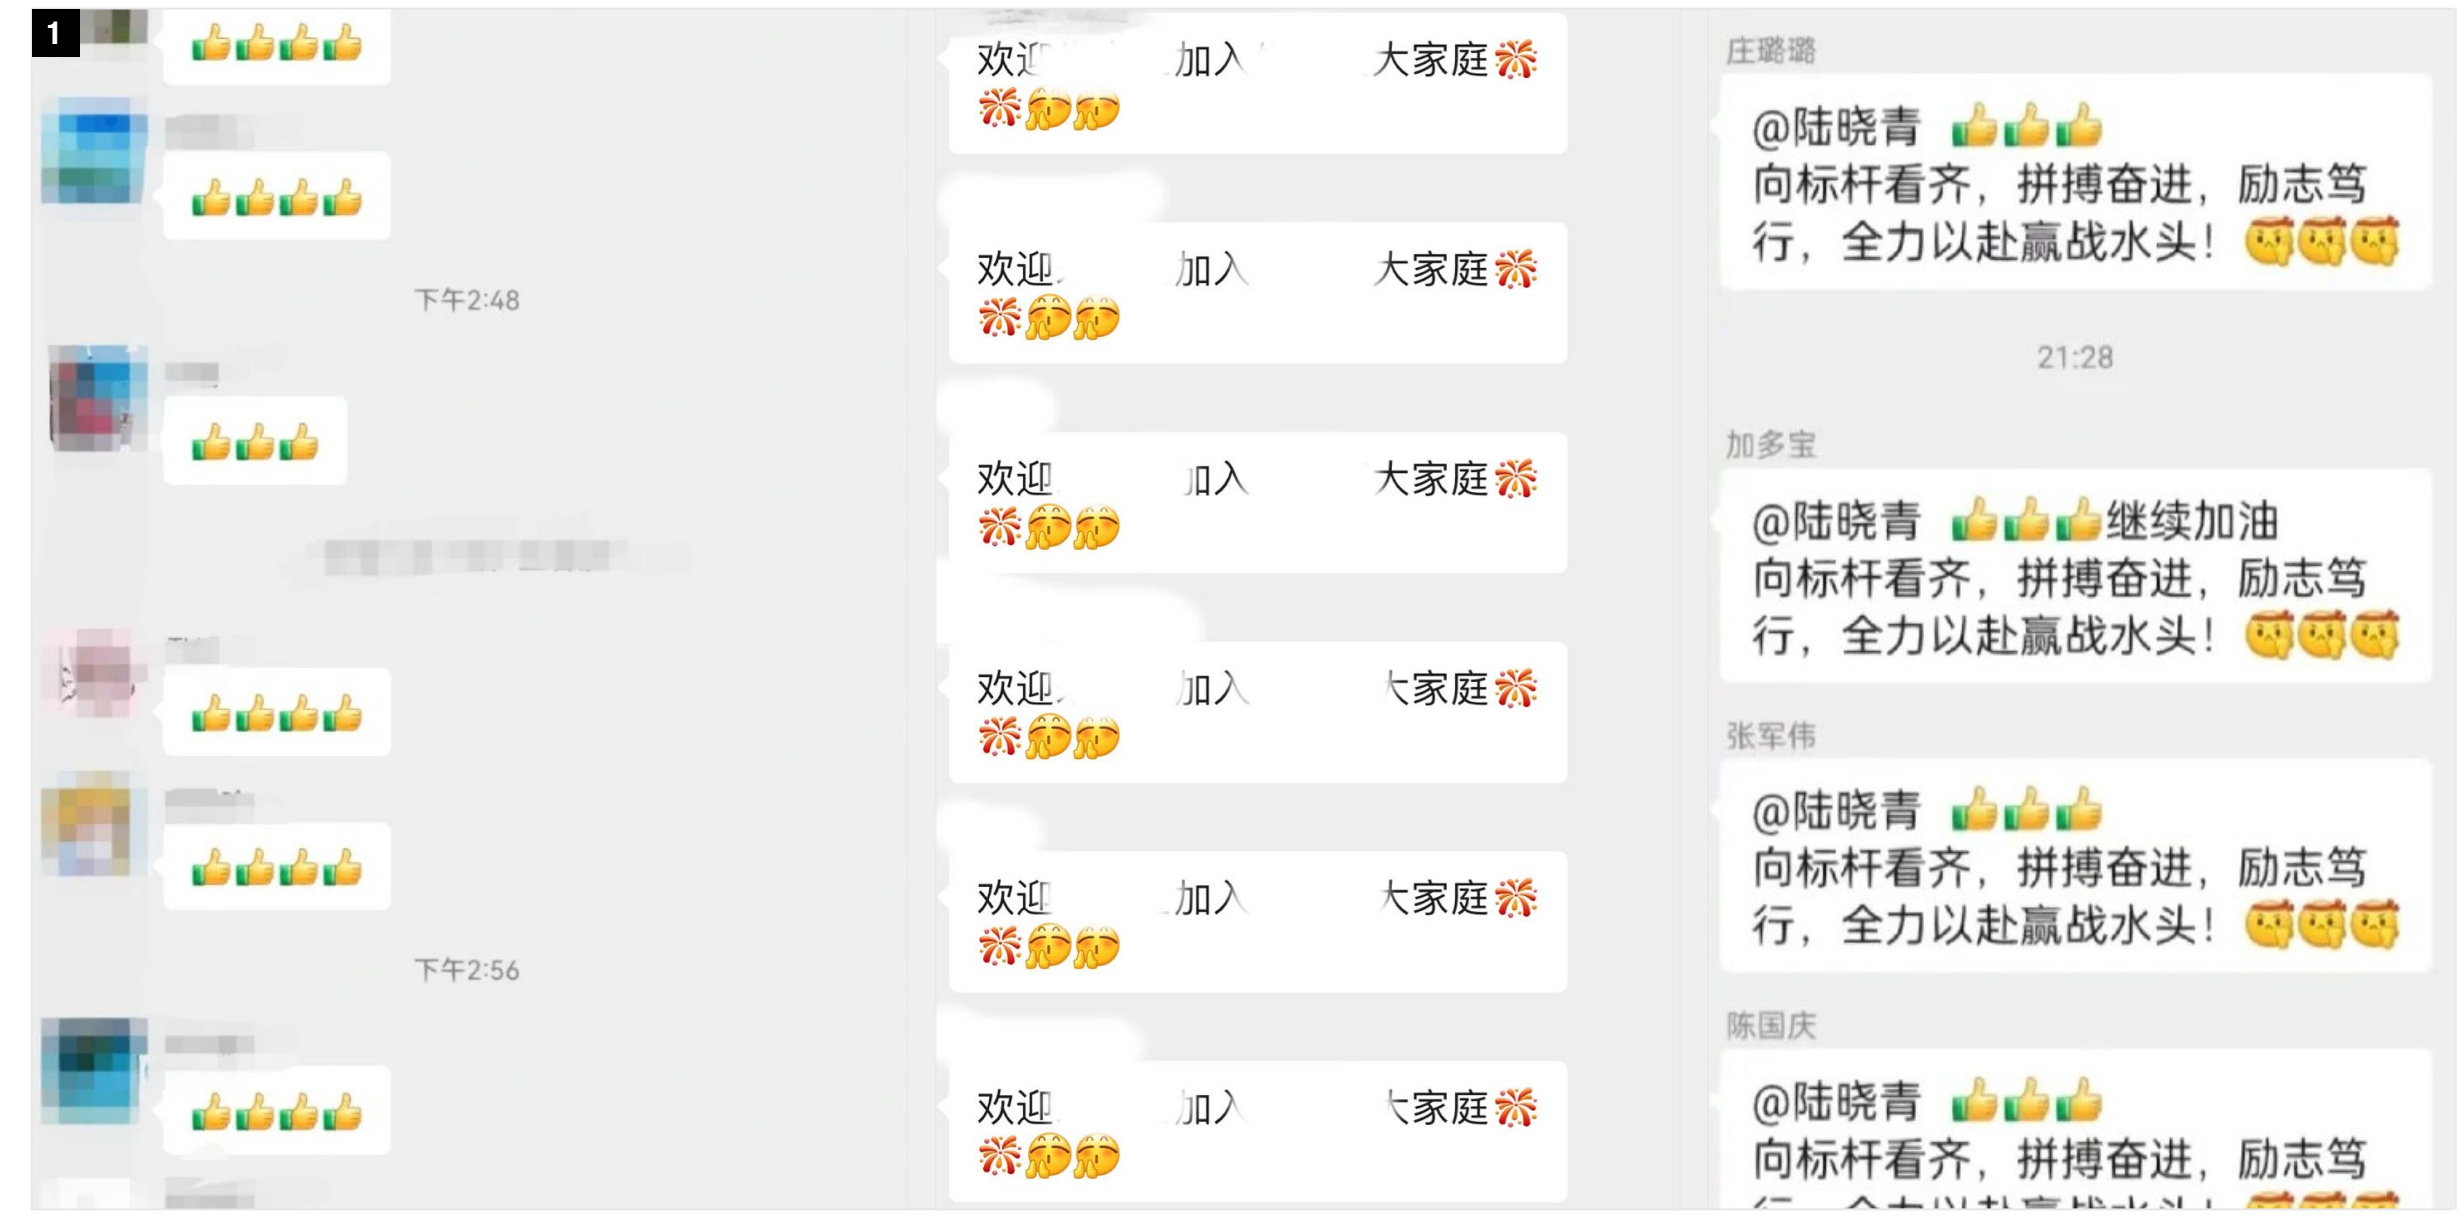 1
下午2:48
下午2:56
欢迎 加入 大家庭
欢迎 加入 大家庭
欢迎 加入 大家庭
欢迎 加入 大家庭
欢迎 加入 大家庭
欢迎 加入 大家庭
庄璐璐
@陆晓青 👍👍👍
向标杆看齐，拼搏奋进，励志笃
行，全力以赴赢战水头！
21:28
加多宝
@陆晓青 👍👍👍继续加油
向标杆看齐，拼搏奋进，励志笃
行，全力以赴赢战水头！
张军伟
@陆晓青 👍👍👍
向标杆看齐，拼搏奋进，励志笃
行，全力以赴赢战水头！
陈国庆
@陆晓青 👍👍👍
向标杆看齐，拼搏奋进，励志笃